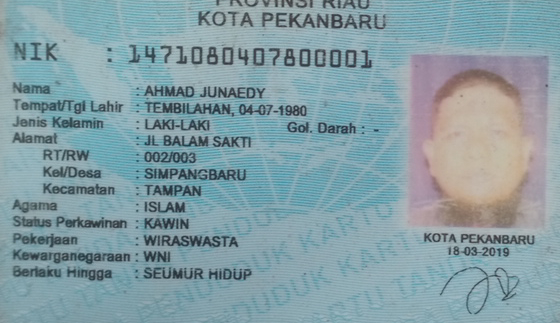 PROVINSI RIAU
KOTA PEKANBARU
NIK : 1471080407800001
Nama : AHMAD JUNAEDY
Tempat/Tgl Lahir : TEMBILAHAN, 04-07-1980
Jenis Kelamin : LAKI-LAKI Gol. Darah : -
Alamat : JL BALAM SAKTI
RT/RW : 002/003
Kel/Desa : SIMPANGBARU
Kecamatan : TAMPAN
Agama : ISLAM
Status Perkawinan : KAWIN
Pekerjaan : WIRASWASTA
Kewarganegaraan : WNI
Berlaku Hingga : SEUMUR HIDUP
KOTA PEKANBARU
18-03-2019